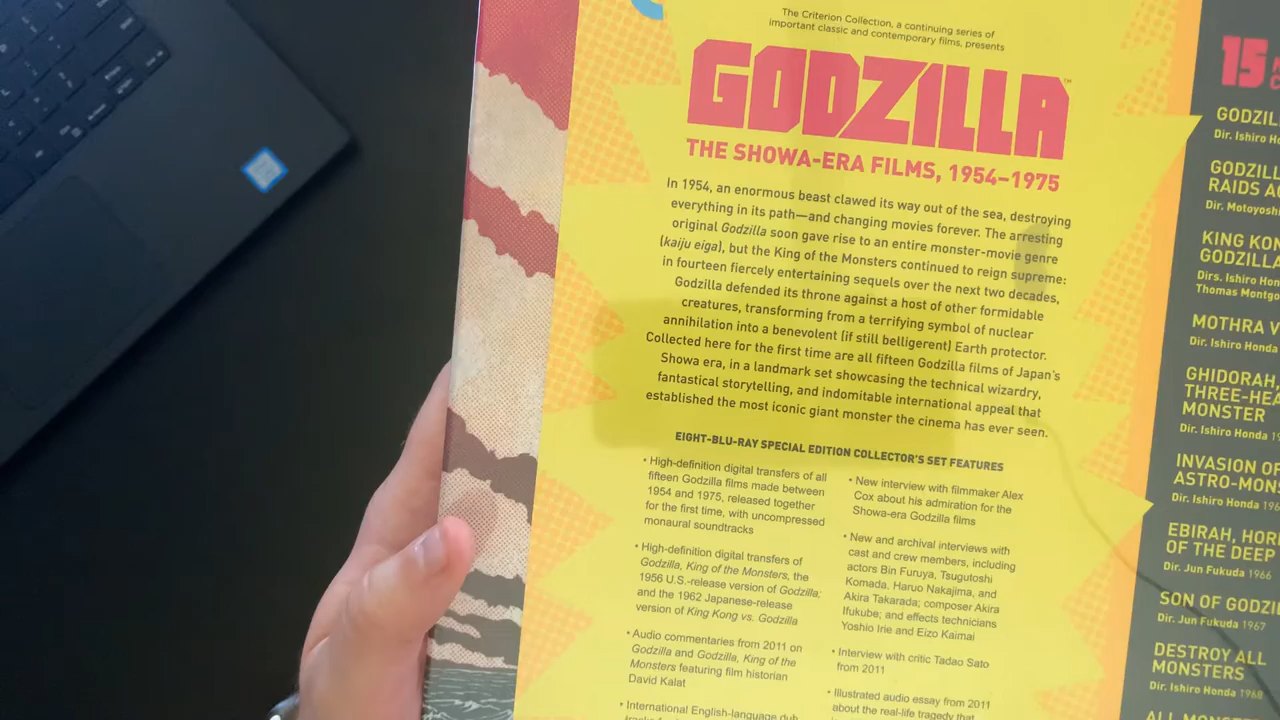 The Criterion Collection, a continuing series of
important classic and contemporary films, presents
GODZILLA™
THE SHOWA-ERA FILMS, 1954–1975
In 1954, an enormous beast clawed its way out of the sea, destroying
everything in its path—and changing movies forever. The arresting
original Godzilla soon gave rise to an entire monster-movie genre
(kaiju eiga), but the King of the Monsters continued to reign supreme:
in fourteen fiercely entertaining sequels over the next two decades,
Godzilla defended its throne against a host of other formidable
creatures, transforming from a terrifying symbol of nuclear
annihilation into a benevolent (if still belligerent) Earth protector.
Collected here for the first time are all fifteen Godzilla films of Japan's
Showa era, in a landmark set showcasing the technical wizardry,
fantastical storytelling, and indomitable international appeal that
established the most iconic giant monster the cinema has ever seen.
EIGHT-BLU-RAY SPECIAL EDITION COLLECTOR'S SET FEATURES
• High-definition digital transfers of all
fifteen Godzilla films made between
1954 and 1975, released together
for the first time, with uncompressed
monaural soundtracks
• High-definition digital transfers of
Godzilla, King of the Monsters, the
1956 U.S.-release version of Godzilla;
and the 1962 Japanese-release
version of King Kong vs. Godzilla
• Audio commentaries from 2011 on
Godzilla and Godzilla, King of the
Monsters featuring film historian
David Kalat
• International English-language dub
• New interview with filmmaker Alex
Cox about his admiration for the
Showa-era Godzilla films
• New and archival interviews with
cast and crew members, including
actors Bin Furuya, Tsugutoshi
Komada, Haruo Nakajima, and
Akira Takarada; composer Akira
Ifukube; and effects technicians
Yoshio Irie and Eizo Kaimai
• Interview with critic Tadao Sato
from 2011
• Illustrated audio essay from 2011
about the real-life tragedy that
15
GODZIL
Dir. Ishiro Ho
GODZILL
RAIDS A
Dir. Motoyosh
KING KON
GODZILLA
Dirs. Ishiro Hon
Thomas Montgo
MOTHRA V
Dir. Ishiro Honda
GHIDORAH,
THREE-HEA
MONSTER
Dir. Ishiro Honda 19
INVASION OF
ASTRO-MONS
Dir. Ishiro Honda 196
EBIRAH, HOR
OF THE DEEP
Dir. Jun Fukuda 1966
SON OF GODZI
Dir. Jun Fukuda 1967
DESTROY ALL
MONSTERS
Dir. Ishiro Honda 1968
ALL MONSTER